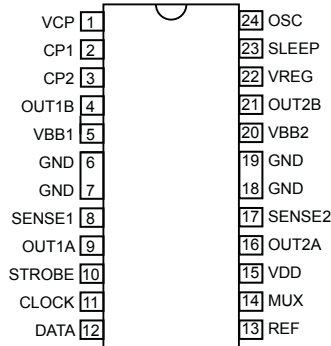 VCP 1 24 OSC
CP1 2 23 SLEEP
CP2 3 22 VREG
OUT1B 4 21 OUT2B
VBB1 5 20 VBB2
GND 6 19 GND
GND 7 18 GND
SENSE1 8 17 SENSE2
OUT1A 9 16 OUT2A
STROBE 10 15 VDD
CLOCK 11 14 MUX
DATA 12 13 REF